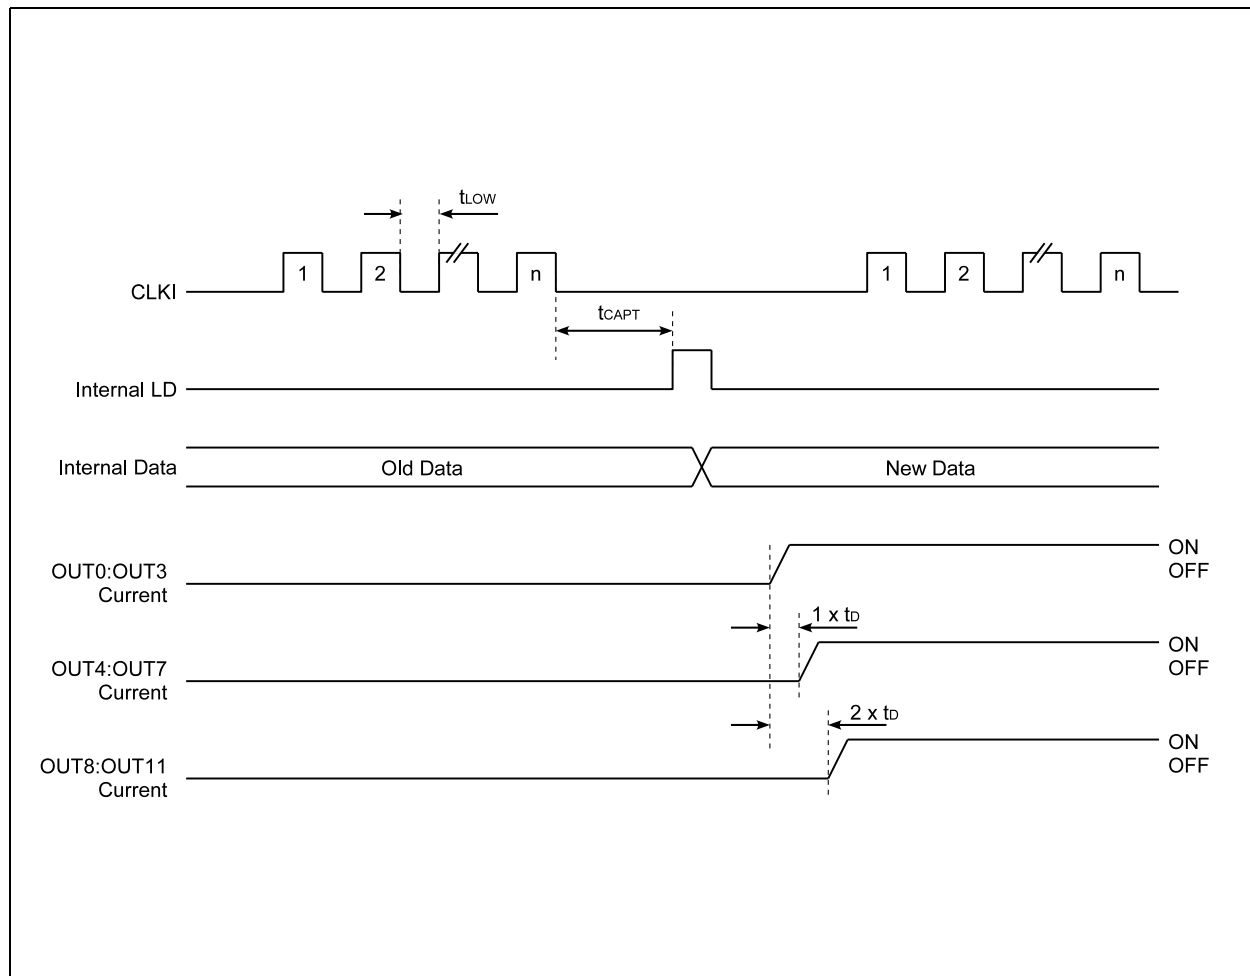 tLOW
1 2 n 1 2 n
CLKI
tCAPT
Internal LD
Internal Data Old Data New Data
OUT0:OUT3
Current
ON
OFF
1 x tD
OUT4:OUT7
Current
ON
OFF
2 x tD
OUT8:OUT11
Current
ON
OFF